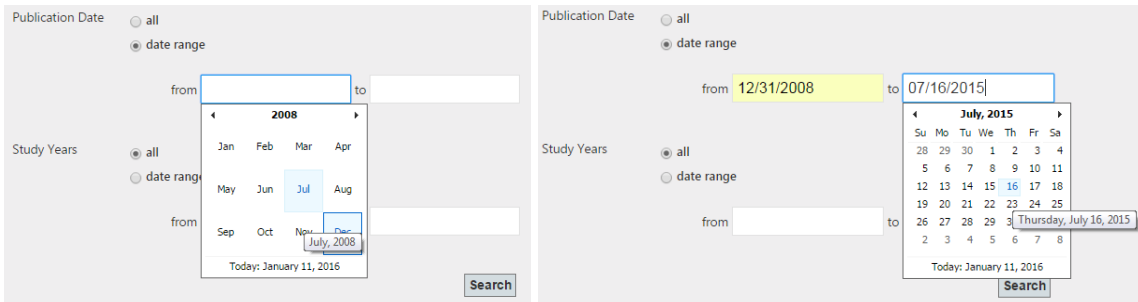 Publication Date
all
date range
from
to
2008
Jan Feb Mar Apr
Study Years
all
date range
May Jun Jul Aug
from
Sep Oct Nov Dec
July, 2008
Today: January 11, 2016
Search
Publication Date
all
date range
from 12/31/2008 to 07/16/2015
July, 2015
Su Mo Tu We Th Fr Sa
Study Years
all
date range
28 29 30 1 2 3 4
5 6 7 8 9 10 11
12 13 14 15 16 17 18
19 20 21 22 23 24 25
from
to
26 27 28 29
Thursday, July 16, 2015
2 3 4 5 6 7 8
Today: January 11, 2016
Search